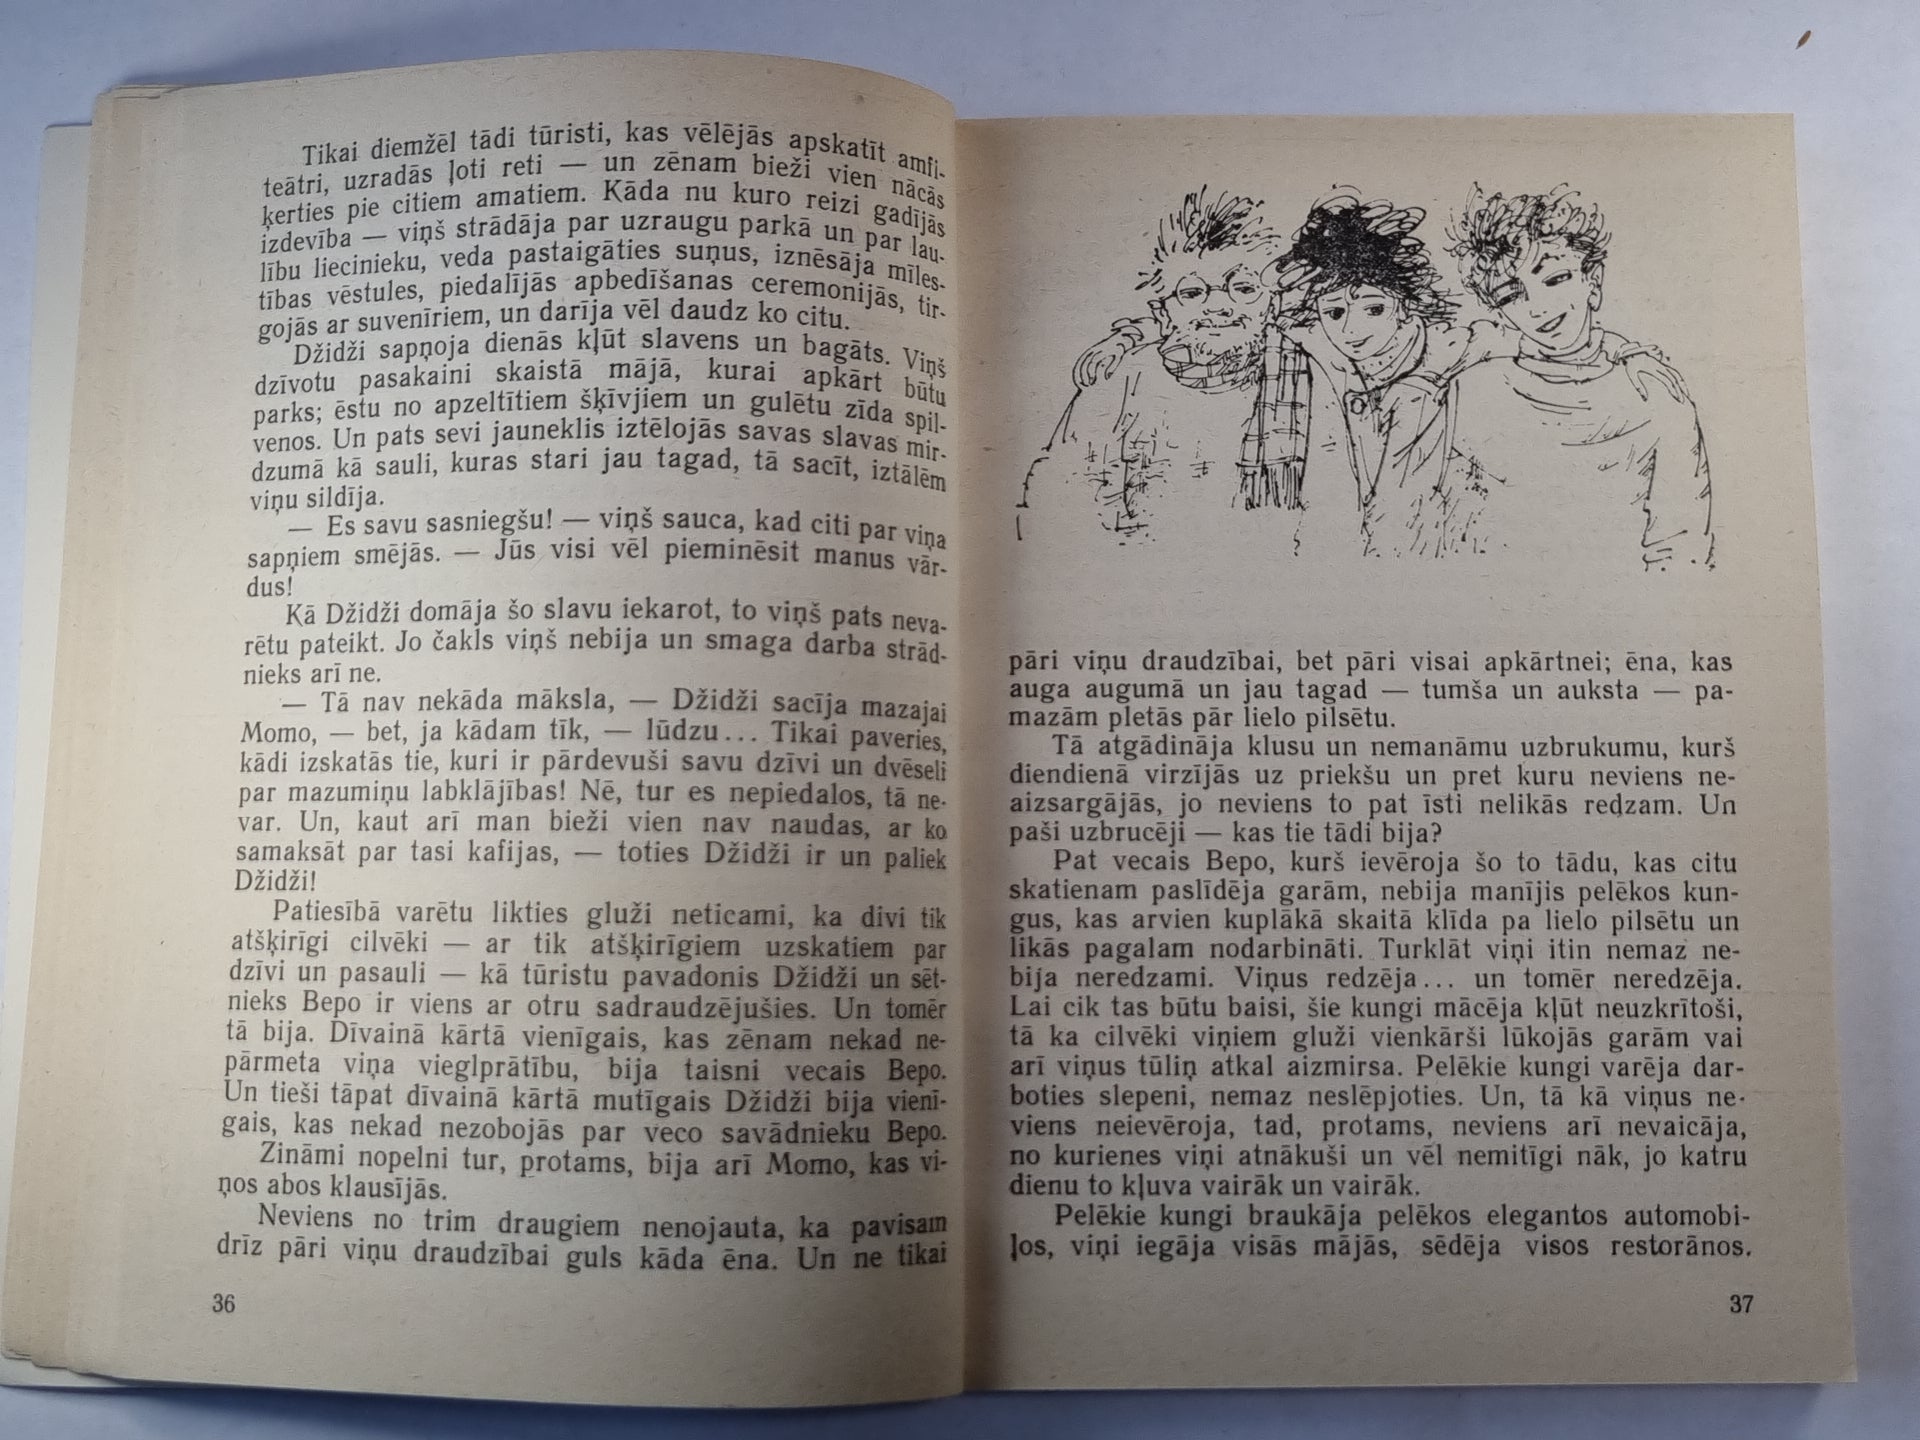 Tikai diemžēl tādi tūristi, kas vēlējās apskatīt amfi-
teātri, uzradās ļoti reti — un zēnam bieži vien nācās
ķerties pie citiem amatiem. Kāda nu kuro reizi gadījās
izdevība — viņš strādāja par uzraugu parkā un par lau-
lību liecinieku, veda pastaigāties suņus, iznēsāja mīles-
tības vēstules, piedalījās apbedīšanas ceremonijās, tir-
gojās ar suvenīriem, un darīja vēl daudz ko citu.
Džidži sapņoja dienās kļūt slavens un bagāts. Viņš
dzīvotu pasakaini skaistā mājā, kurai apkārt būtu
parks; ēstu no apzeltītiem šķīvjiem un gulētu zīda spil-
venos. Un pats sevi jauneklis iztēlojās savas slavas mir-
dzumā kā sauli, kuras stari jau tagad, tā sacīt, iztālēm
viņu sildīja.
— Es savu sasniegšu! — viņš sauca, kad citi par viņa
sapņiem smējās. — Jūs visi vēl pieminēsit manus vār-
dus!
Kā Džidži domāja šo slavu iekarot, to viņš pats neva-
rētu pateikt. Jo čakls viņš nebija un smaga darba strād-
nieks arī ne.
— Tā nav nekāda māksla, — Džidži sacīja mazajai
Momo, — bet, ja kādam tīk, — lūdzu... Tikai paveries,
kādi izskatās tie, kuri ir pārdevuši savu dzīvi un dvēseli
par mazumiņu labklājības! Nē, tur es nepiedalos, tā ne-
var. Un, kaut arī man bieži vien nav naudas, ar ko
samaksāt par tasi kafijas, — toties Džidži ir un paliek
Džidži!
Patiesībā varētu likties gluži neticami, ka divi tik
atšķirīgi cilvēki — ar tik atšķirīgiem uzskatiem par
dzīvi un pasauli — kā tūristu pavadonis Džidži un sēt-
nieks Bepo ir viens ar otru sadraudzējušies. Un tomēr
tā bija. Dīvainā kārtā vienīgais, kas zēnam nekad ne-
pārmeta viņa vieglprātību, bija taisni vecais Bepo.
Un tieši tāpat dīvainā kārtā mutīgais Džidži bija vienī-
gais, kas nekad nezobojās par veco savādnieku Bepo.
Zināmi nopelni tur, protams, bija arī Momo, kas vi-
ņos abos klausījās.
Neviens no trim draugiem nenojauta, ka pavisam
drīz pāri viņu draudzībai guls kāda ēna. Un ne tikai
36
pāri viņu draudzībai, bet pāri visai apkārtnei; ēna, kas
auga augumā un jau tagad — tumša un auksta — pa-
mazām pletās pār lielo pilsētu.
Tā atgādināja klusu un nemanāmu uzbrukumu, kurš
diendienā virzījās uz priekšu un pret kuru neviens ne-
aizsargājās, jo neviens to pat īsti nelikās redzam. Un
paši uzbrucēji — kas tie tādi bija?
Pat vecais Bepo, kurš ievēroja šo to tādu, kas citu
skatienam paslīdēja garām, nebija manījis pelēkos kun-
gus, kas arvien kuplākā skaitā klīda pa lielo pilsētu un
likās pagalam nodarbināti. Turklāt viņi itin nemaz ne-
bija neredzami. Viņus redzēja... un tomēr neredzēja.
Lai cik tas būtu baisi, šie kungi mācēja kļūt neuzkrītoši,
tā ka cilvēki viņiem gluži vienkārši lūkojās garām vai
arī viņus tūliņ atkal aizmirsa. Pelēkie kungi varēja dar-
boties slepeni, nemaz neslēpjoties. Un, tā kā viņus ne-
viens neievēroja, tad, protams, neviens arī nevaicāja,
no kurienes viņi atnākuši un vēl nemitīgi nāk, jo katru
dienu to kļuva vairāk un vairāk.
Pelēkie kungi braukāja pelēkos elegantos automobi-
ļos, viņi iegāja visās mājās, sēdēja visos restorānos.
37